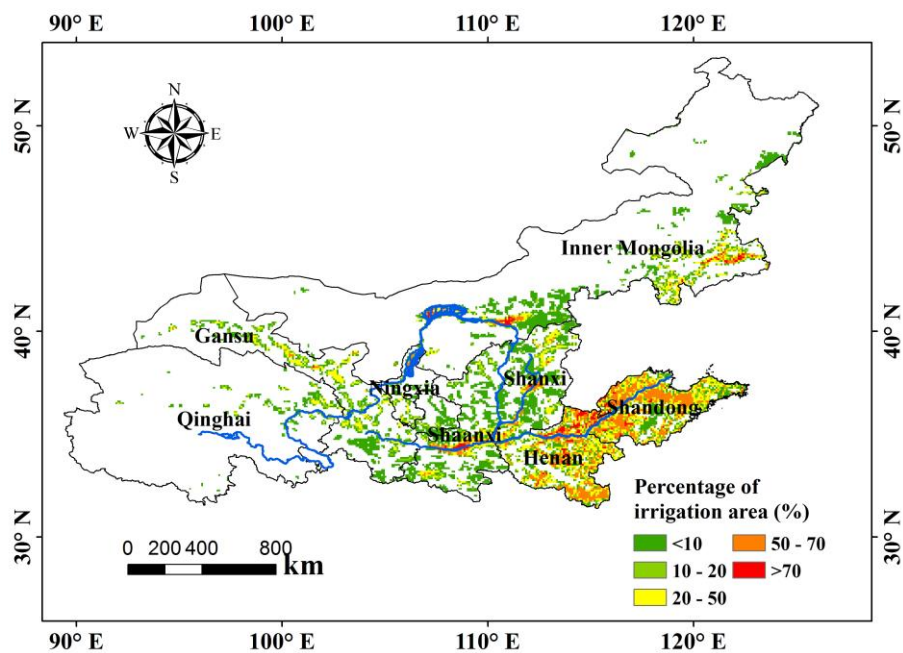 90° E 100° E 110° E 120° E
N
W E
S
50° N 50° N
Inner Mongolia
40° N 40° N
Gansu
Ningxia Shanxi
Qinghai Shaanxi Shandong
Henan
30° N 30° N
Percentage of
irrigation area (%)
<10 50 - 70
10 - 20 >70
20 - 50
0 200 400 800
km
90° E 100° E 110° E 120° E